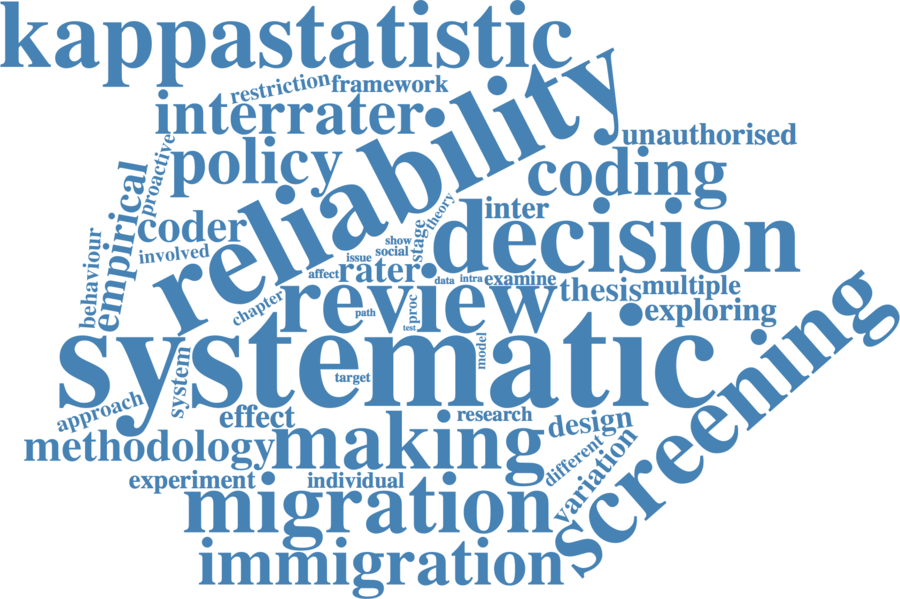 kappastatistic
reliability
restriction
framework
interrater
unauthorised
policy
proactive
coding
empirical
coder
inter
theory
decision
stage
show
social
involved
behaviour
issue
rater
affect
data
intra
examine
thesis
multiple
review
chapter
path
proc
test
exploring
systematic
screening
model
system
target
approach
effect
research
design
methodology
making
different
variation
experiment
individual
migration
immigration